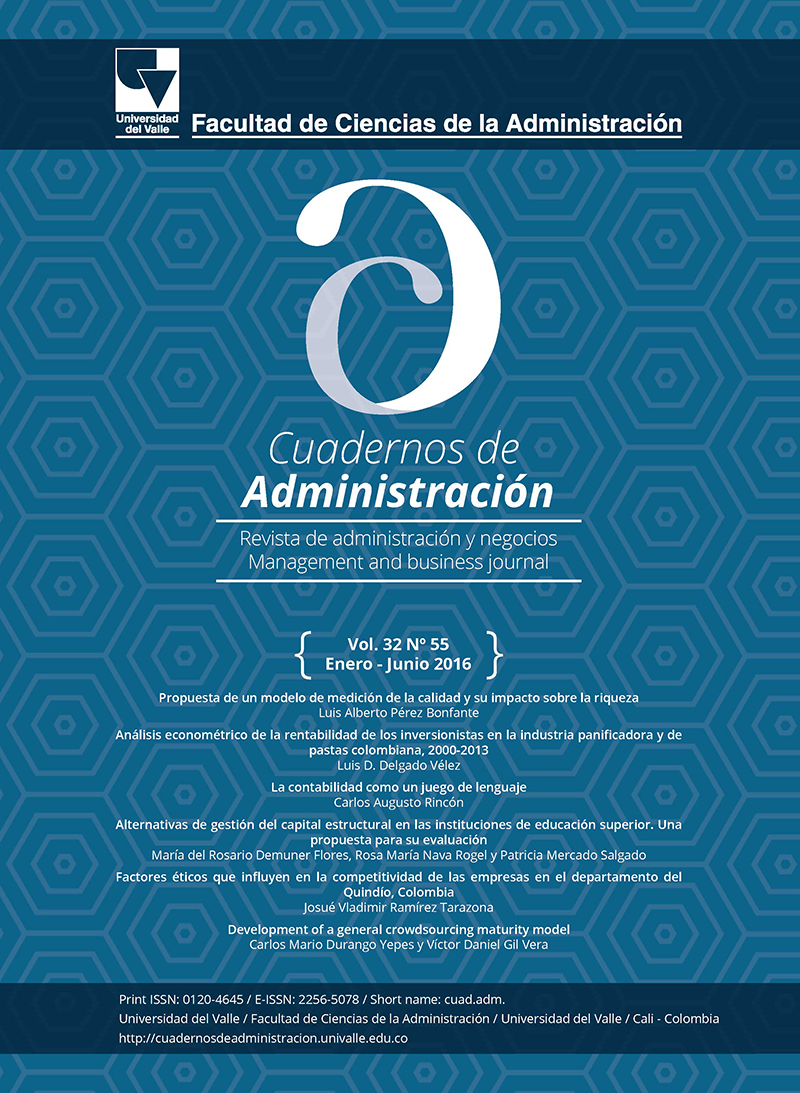 Universidad
del Valle
Facultad de Ciencias de la Administración
Cuadernos de
Administración
Revista de administración y negocios
Management and business journal
Vol. 32 Nº 55
Enero - Junio 2016
Propuesta de un modelo de medición de la calidad y su impacto sobre la riqueza
Luis Alberto Pérez Bonfante
Análisis econométrico de la rentabilidad de los inversionistas en la industria panificadora y de
pastas colombiana, 2000-2013
Luis D. Delgado Vélez
La contabilidad como un juego de lenguaje
Carlos Augusto Rincón
Alternativas de gestión del capital estructural en las instituciones de educación superior. Una
propuesta para su evaluación
María del Rosario Demuner Flores, Rosa María Nava Rogel y Patricia Mercado Salgado
Factores éticos que influyen en la competitividad de las empresas en el departamento del
Quindío, Colombia
Josué Vladimir Ramírez Tarazona
Development of a general crowdsourcing maturity model
Carlos Mario Durango Yepes y Víctor Daniel Gil Vera
Print ISSN: 0120-4645 / E-ISSN: 2256-5078 / Short name: cuad.adm.
Universidad del Valle / Facultad de Ciencias de la Administración / Universidad del Valle / Cali - Colombia
http://cuadernosdeadministracion.univalle.edu.co